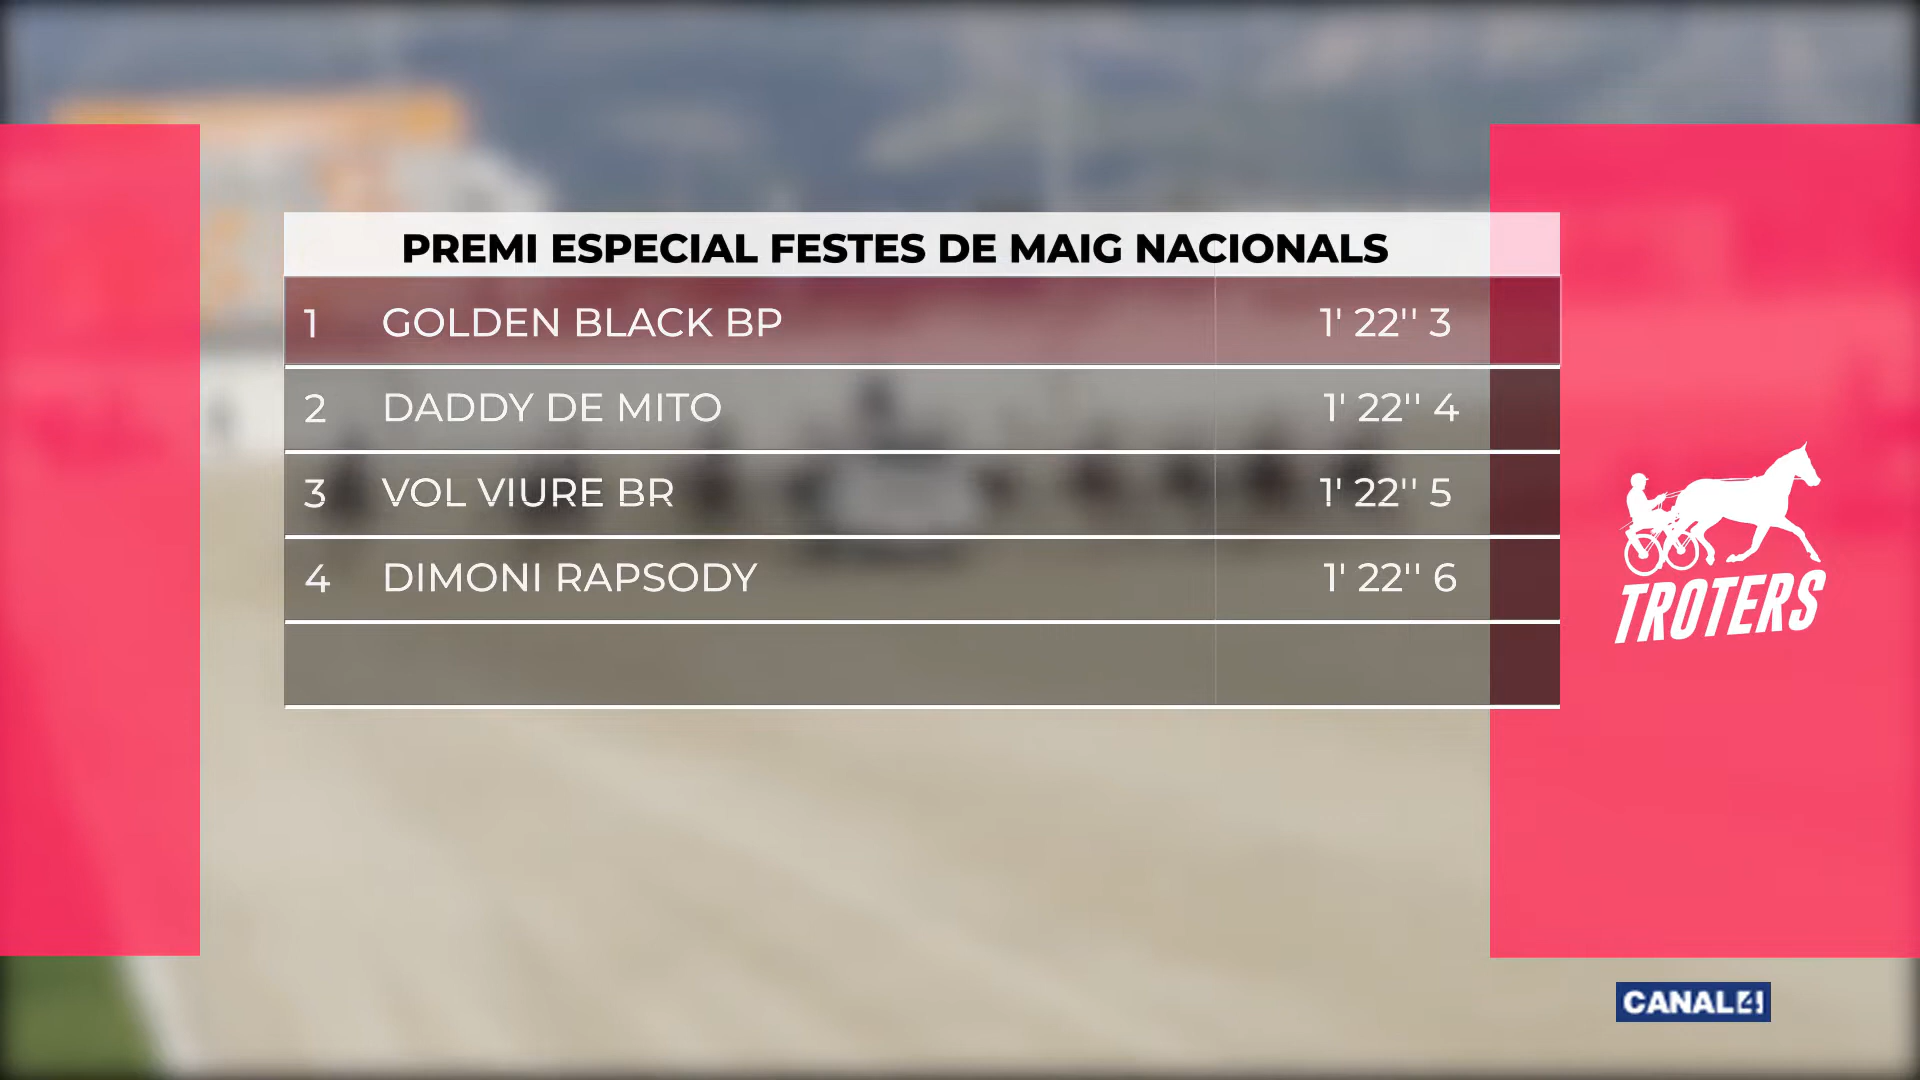 PREMI ESPECIAL FESTES DE MAIG NACIONALS
1 GOLDEN BLACK BP 1' 22'' 3
2 DADDY DE MITO 1' 22'' 4
3 VOL VIURE BR 1' 22'' 5
4 DIMONI RAPSODY 1' 22'' 6
TROTERS
CANAL4